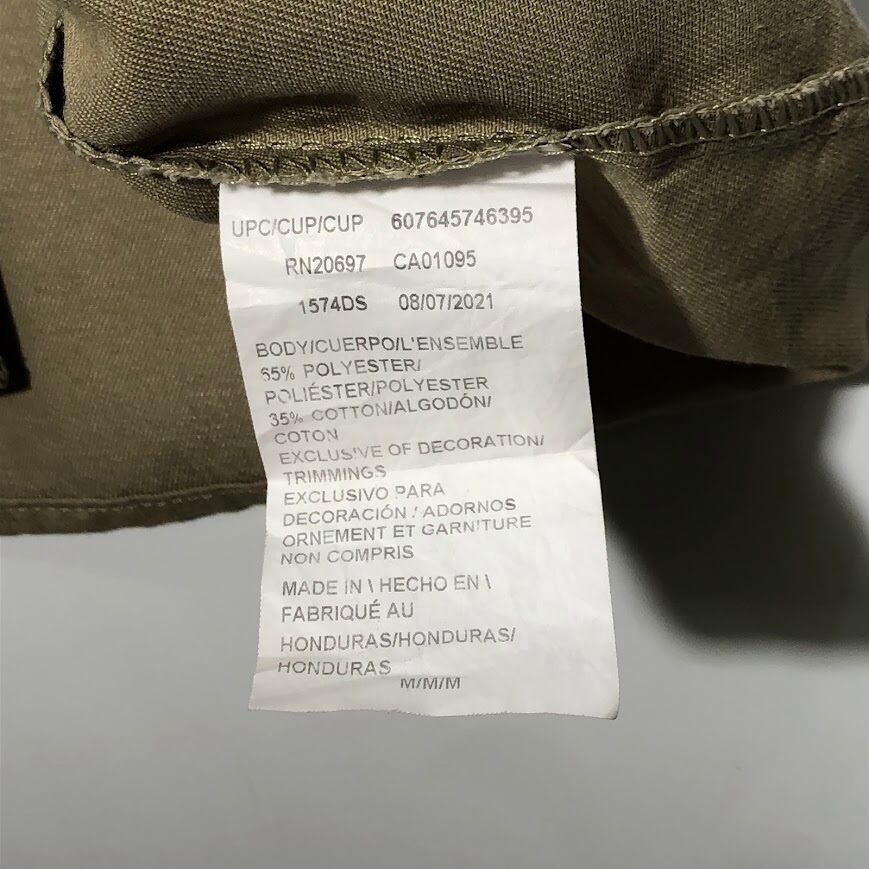 UPC/CUP/CUP 607645746395
RN20697 CA01095
1574DS 08/07/2021
BODY/CUERPO/L'ENSEMBLE
65% POLYESTER/
POLIÉSTER/POLYESTER
35% COTTON/ALGODÓN/
COTON
EXCLUSIVE OF DECORATION/
TRIMMINGS
EXCLUSIVO PARA
DECORACIÓN / ADORNOS
ORNEMENT ET GARNITURE
NON COMPRIS
MADE IN \ HECHO EN \
FABRIQUÉ AU
HONDURAS/HONDURAS/
HONDURAS
M/M/M